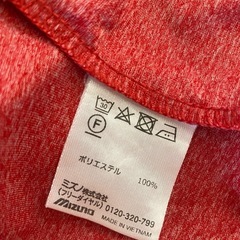 30
F
ポリエステル 100%
ミズノ株式会社
(フリーダイヤル) 0120-320-799
MIZUNO MADE IN VIETNAM